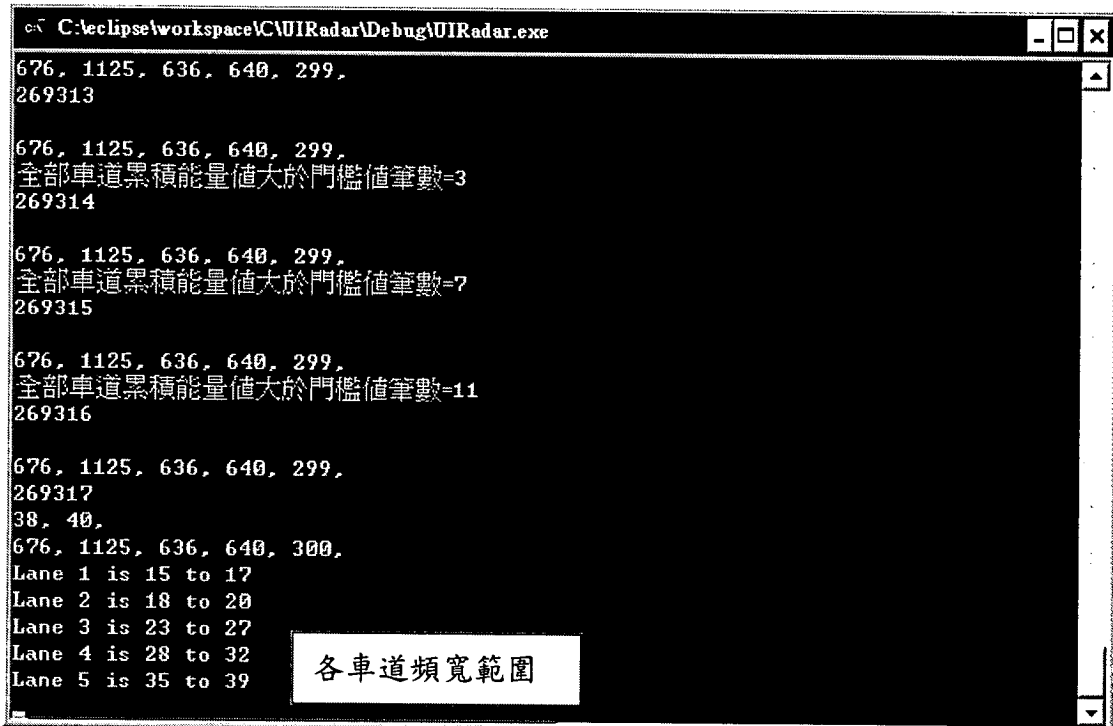 C:\eclipse\workspace\C\UIRadar\Debug\UIRadar.exe
676, 1125, 636, 640, 299,
269313
676, 1125, 636, 640, 299,
全部車道累積能量值大於門檻值筆數=3
269314
676, 1125, 636, 640, 299,
全部車道累積能量值大於門檻值筆數=7
269315
676, 1125, 636, 640, 299,
全部車道累積能量值大於門檻值筆數=11
269316
676, 1125, 636, 640, 299,
269317
38, 40,
676, 1125, 636, 640, 300,
Lane 1 is 15 to 17
Lane 2 is 18 to 20
Lane 3 is 23 to 27
Lane 4 is 28 to 32
Lane 5 is 35 to 39
各車道頻寬範圍